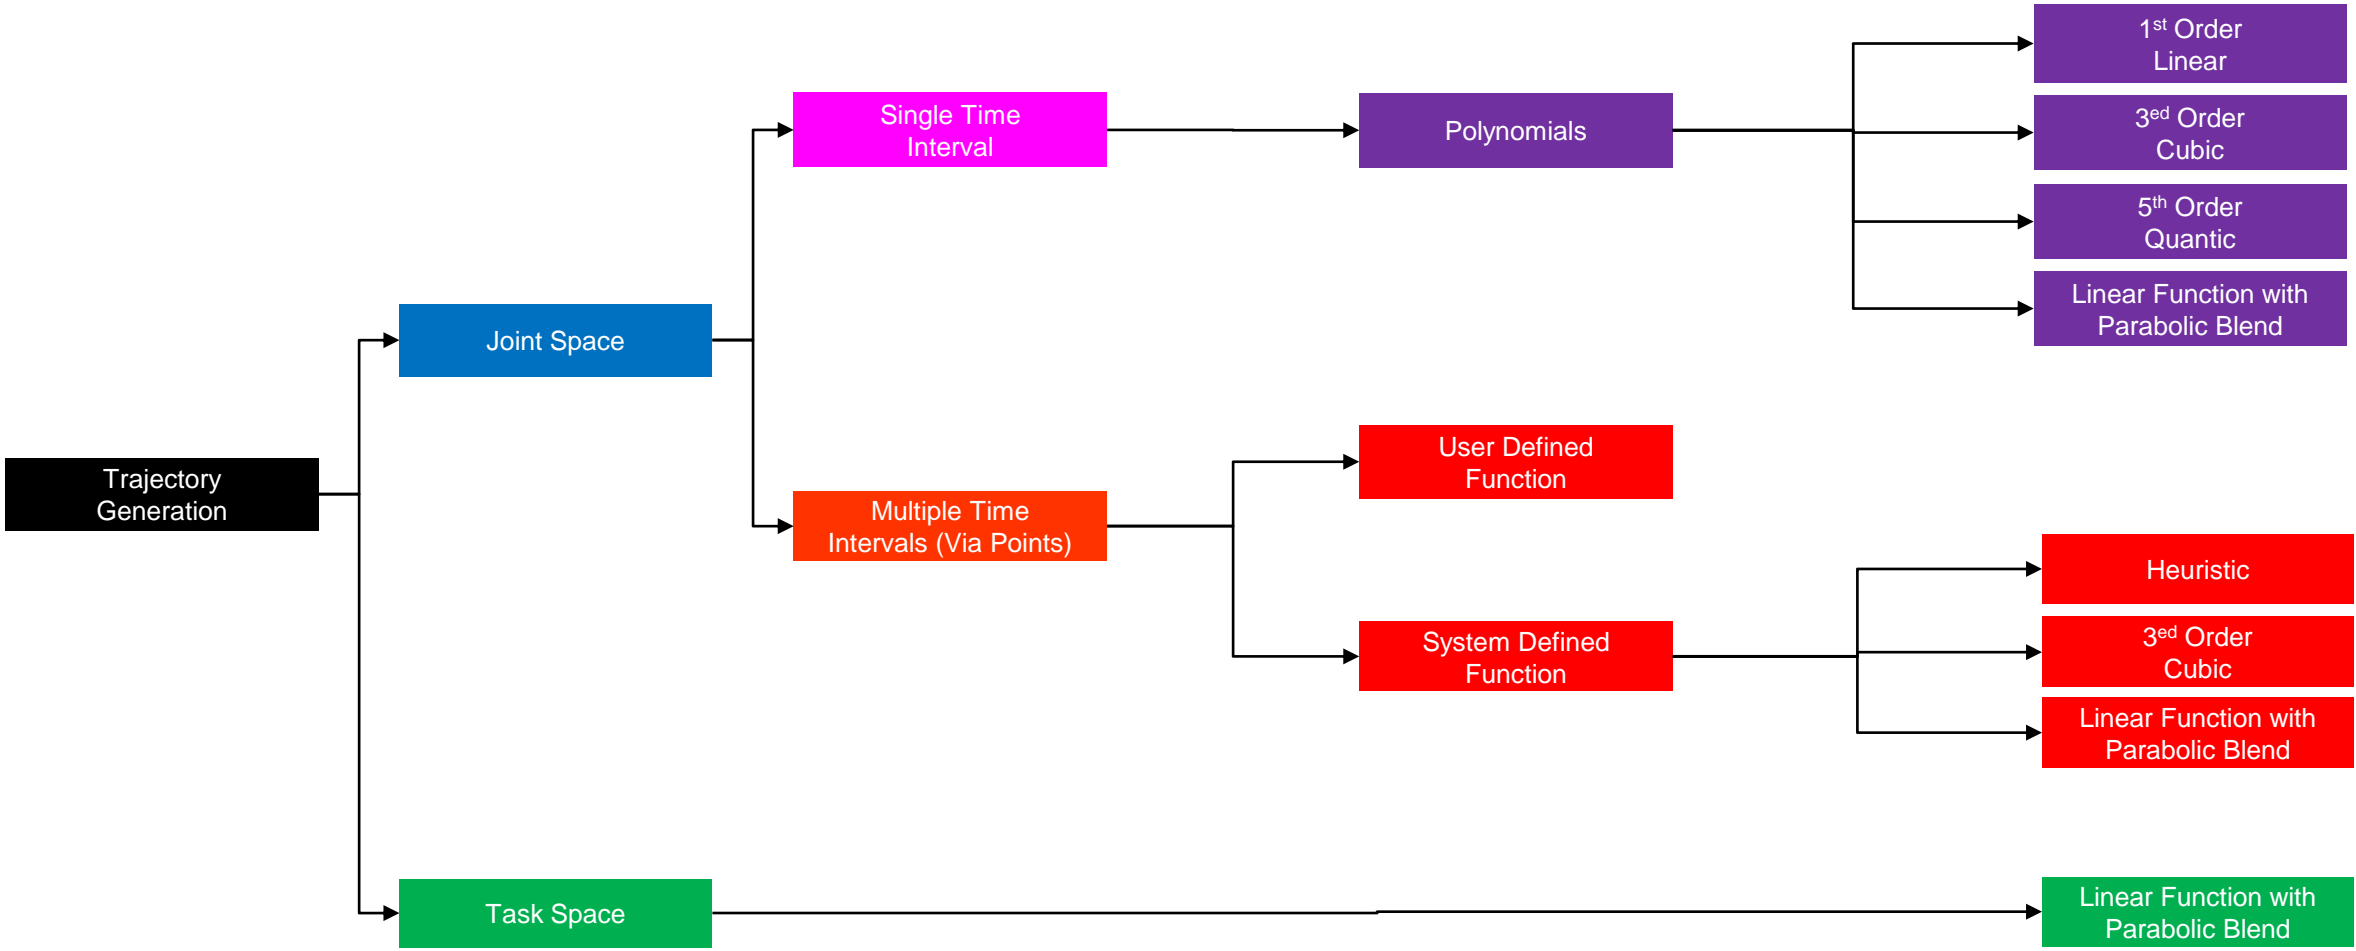 1st Order
Linear
Single Time
Interval
Polynomials
3ed Order
Cubic
5th Order
Quantic
Linear Function with
Parabolic Blend
Joint Space
User Defined
Function
Trajectory
Generation
Multiple Time
Intervals (Via Points)
Heuristic
System Defined
Function
3ed Order
Cubic
Linear Function with
Parabolic Blend
Task Space
Linear Function with
Parabolic Blend